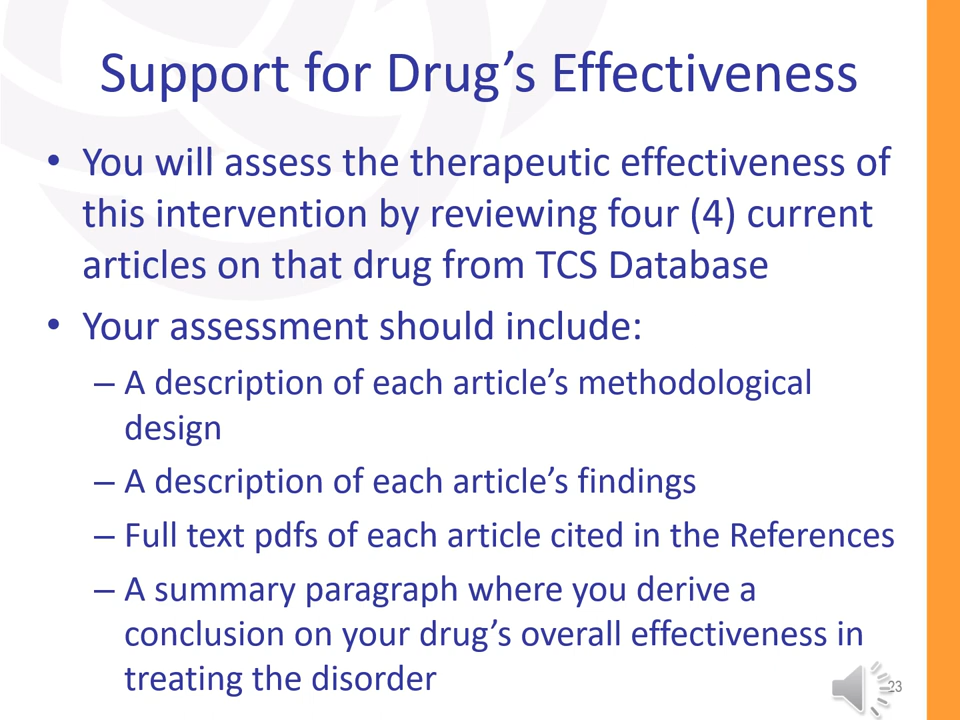 Support for Drug’s Effectiveness
• You will assess the therapeutic effectiveness of
this intervention by reviewing four (4) current
articles on that drug from TCS Database
• Your assessment should include:
– A description of each article’s methodological
design
– A description of each article’s findings
– Full text pdfs of each article cited in the References
– A summary paragraph where you derive a
conclusion on your drug’s overall effectiveness in
treating the disorder
23